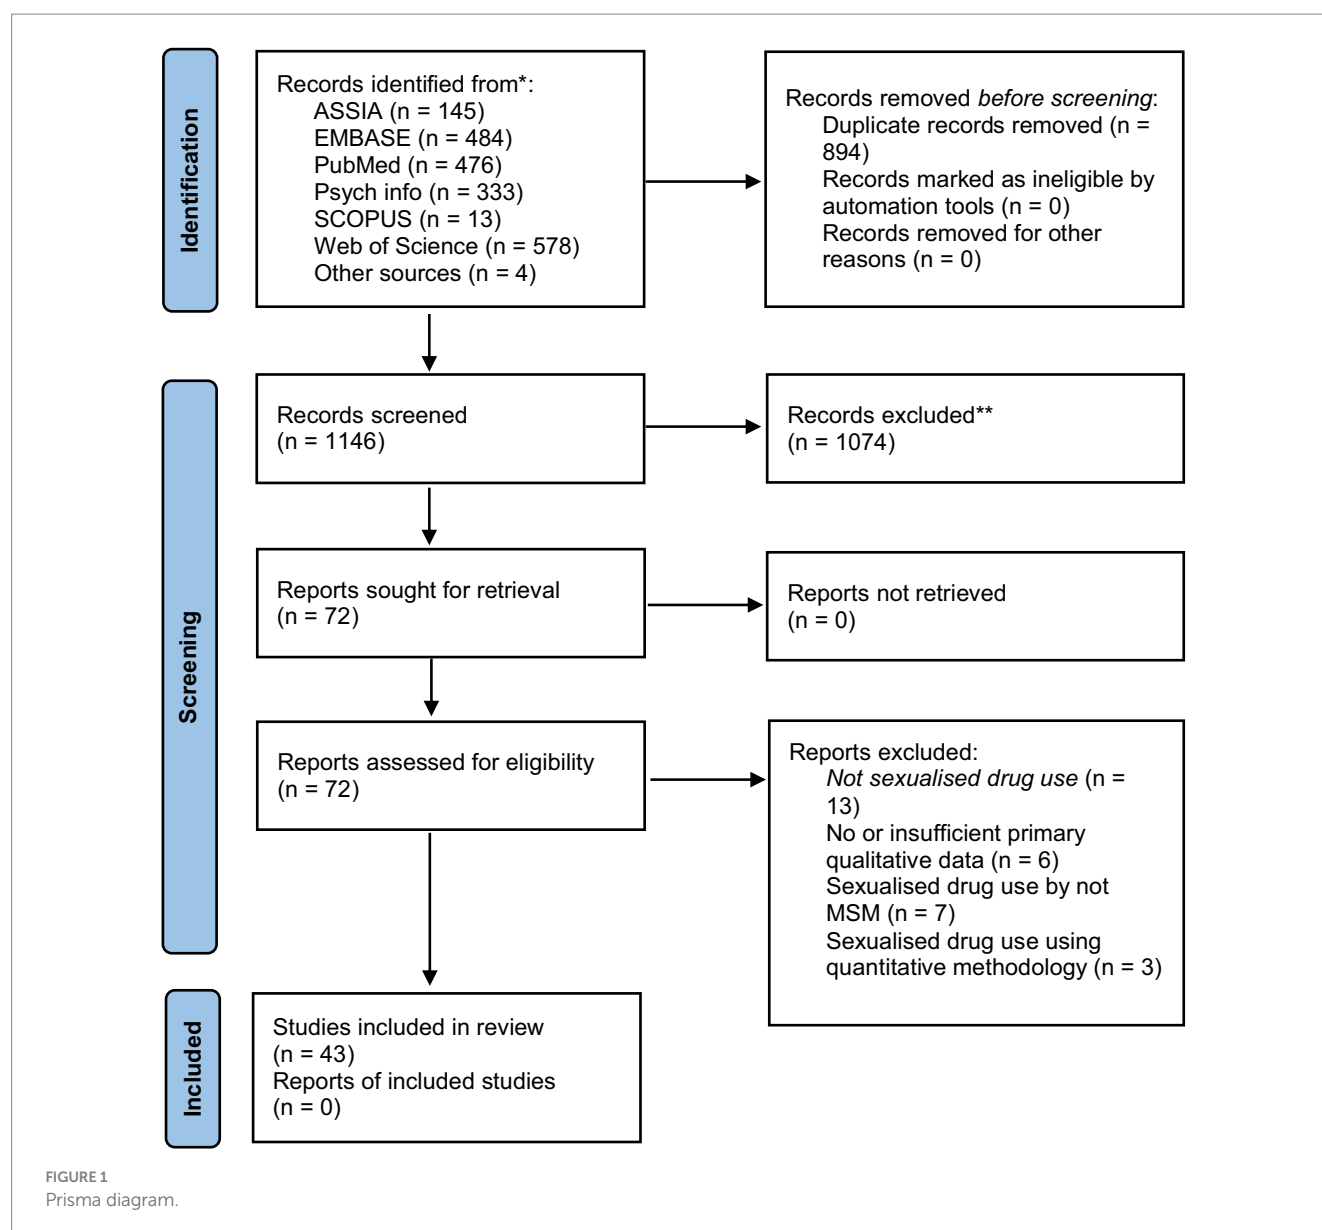 Identification
Records identified from*:
ASSIA (n = 145)
EMBASE (n = 484)
PubMed (n = 476)
Psych info (n = 333)
SCOPUS (n = 13)
Web of Science (n = 578)
Other sources (n = 4)
Records removed before screening:
Duplicate records removed (n =
894)
Records marked as ineligible by
automation tools (n = 0)
Records removed for other
reasons (n = 0)
Screening
Records screened
(n = 1146)
Records excluded**
(n = 1074)
Reports sought for retrieval
(n = 72)
Reports not retrieved
(n = 0)
Reports assessed for eligibility
(n = 72)
Reports excluded:
Not sexualised drug use (n =
13)
No or insufficient primary
qualitative data (n = 6)
Sexualised drug use by not
MSM (n = 7)
Sexualised drug use using
quantitative methodology (n = 3)
Included
Studies included in review
(n = 43)
Reports of included studies
(n = 0)
FIGURE 1
Prisma diagram.